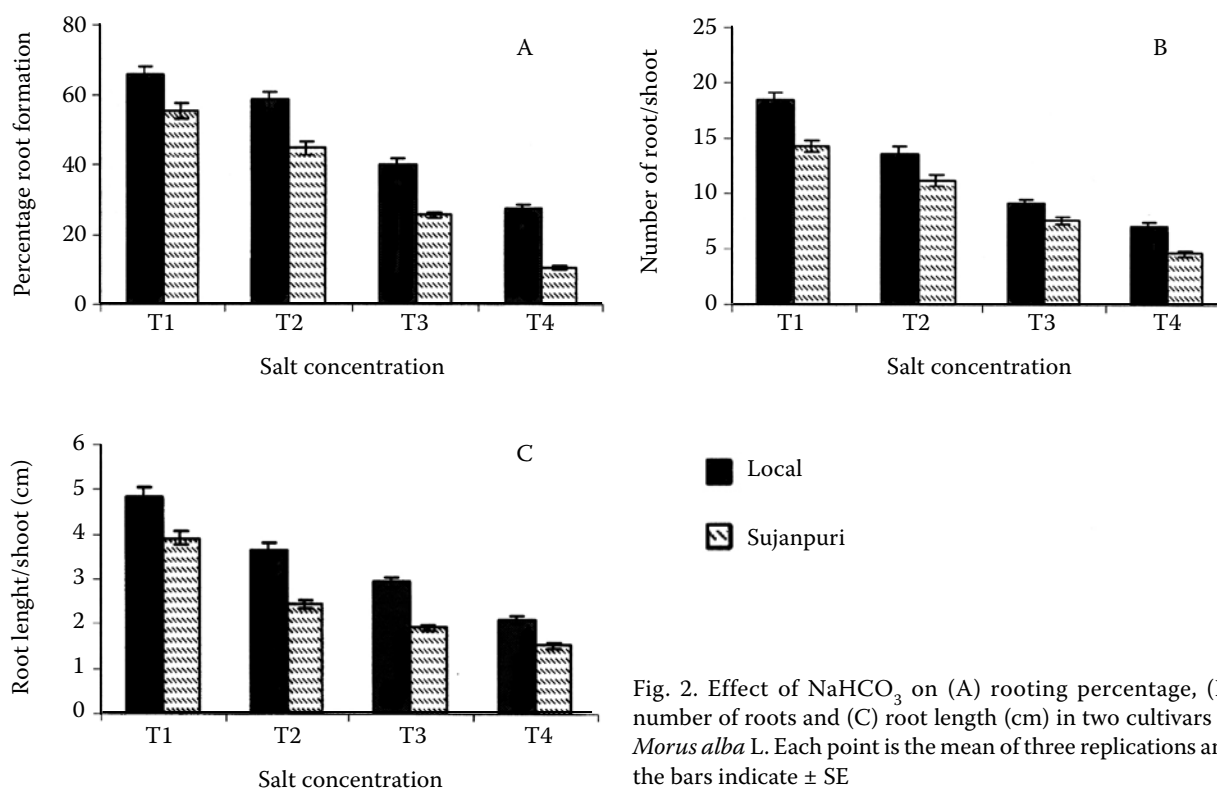 A
Percentage root formation
80
60
40
20
0
T1 T2 T3 T4
Salt concentration
B
Number of root/shoot
25
20
15
10
5
0
T1 T2 T3 T4
Salt concentration
C
Root lenght/shoot (cm)
6
5
4
3
2
1
0
T1 T2 T3 T4
Salt concentration
Local
Sujanpuri
Fig. 2. Effect of NaHCO₃ on (A) rooting percentage,
number of roots and (C) root length (cm) in two cultivars
Morus alba L. Each point is the mean of three replications
the bars indicate ± SE